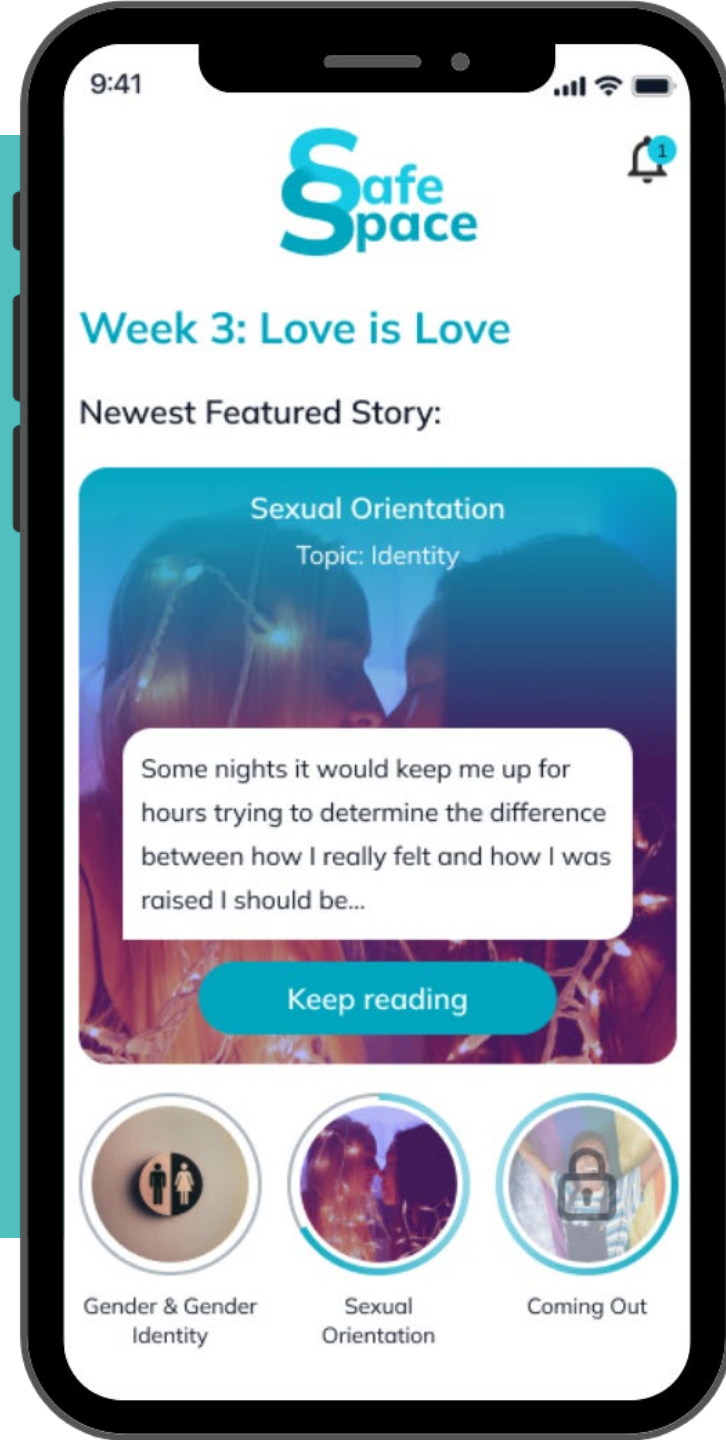 9:41
1
Safe
Space
Week 3: Love is Love
Newest Featured Story:
Sexual Orientation
Topic: Identity
Some nights it would keep me up for
hours trying to determine the difference
between how I really felt and how I was
raised I should be...
Keep reading
Gender & Gender
Identity
Sexual
Orientation
Coming Out